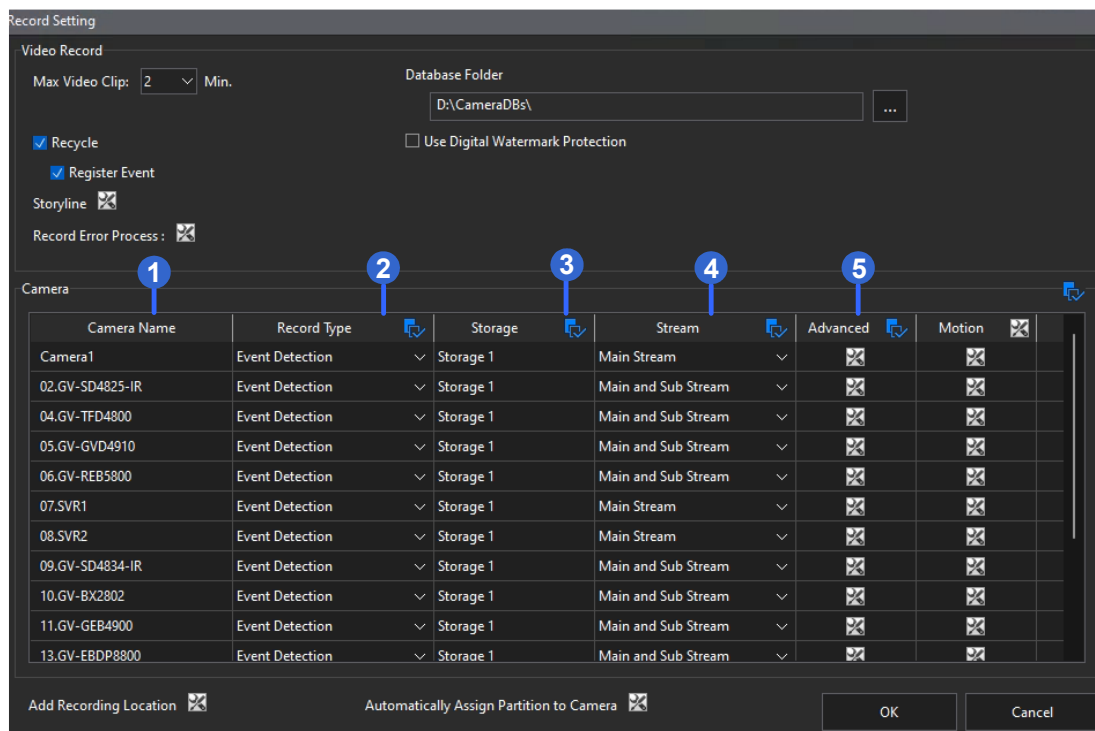 Record Setting
Video Record
Max Video Clip: 2 Min.
Database Folder
D:\CameraDBs\
...
Recycle
Use Digital Watermark Protection
Register Event
Storyline
Record Error Process :
1 2 3 4 5
Camera
Camera Name Record Type Storage Stream Advanced Motion
Camera1 Event Detection Storage 1 Main Stream
02.GV-SD4825-IR Event Detection Storage 1 Main and Sub Stream
04.GV-TFD4800 Event Detection Storage 1 Main and Sub Stream
05.GV-GVD4910 Event Detection Storage 1 Main and Sub Stream
06.GV-REB5800 Event Detection Storage 1 Main and Sub Stream
07.SVR1 Event Detection Storage 1 Main Stream
08.SVR2 Event Detection Storage 1 Main Stream
09.GV-SD4834-IR Event Detection Storage 1 Main and Sub Stream
10.GV-BX2802 Event Detection Storage 1 Main and Sub Stream
11.GV-GEB4900 Event Detection Storage 1 Main and Sub Stream
13.GV-EBDP8800 Event Detection Storage 1 Main and Sub Stream
Add Recording Location Automatically Assign Partition to Camera OK Cancel